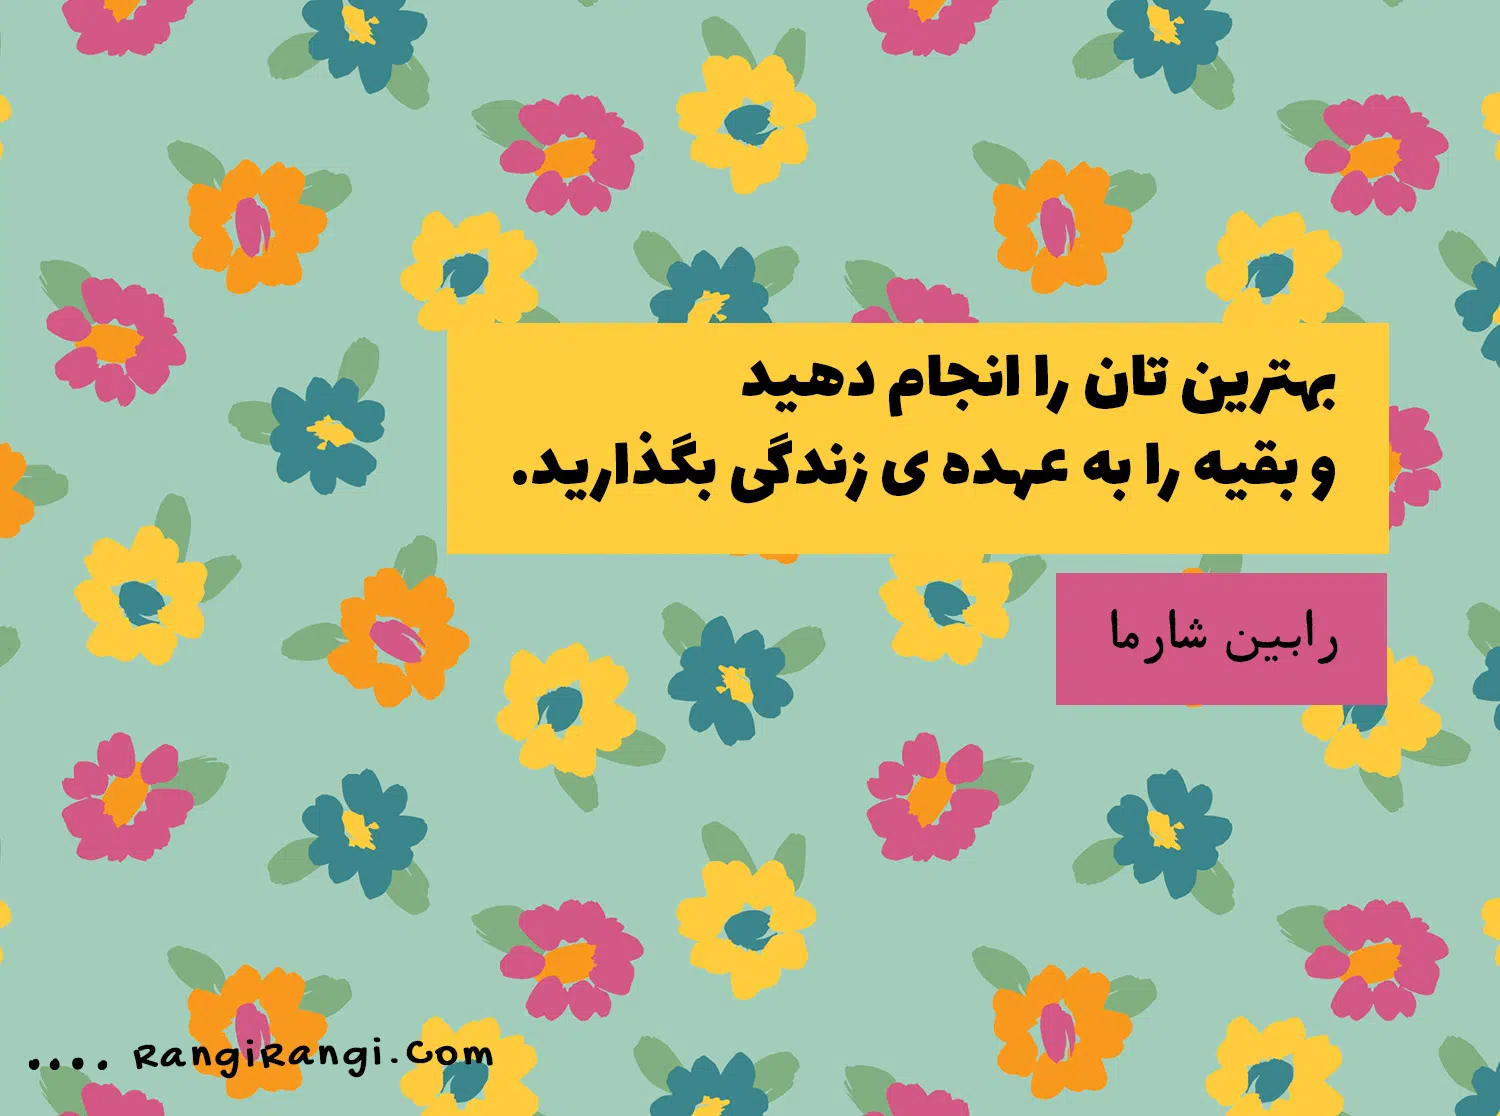 بهترین تان را انجام دهید
و بقیه را به عهده ی زندگی بگذارید.
رابین شارما
.... RangiRangi.com